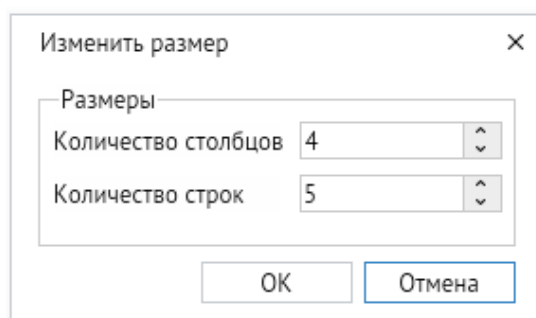 Изменить размер
Размеры
Количество столбцов 4
Количество строк 5
OK Отмена